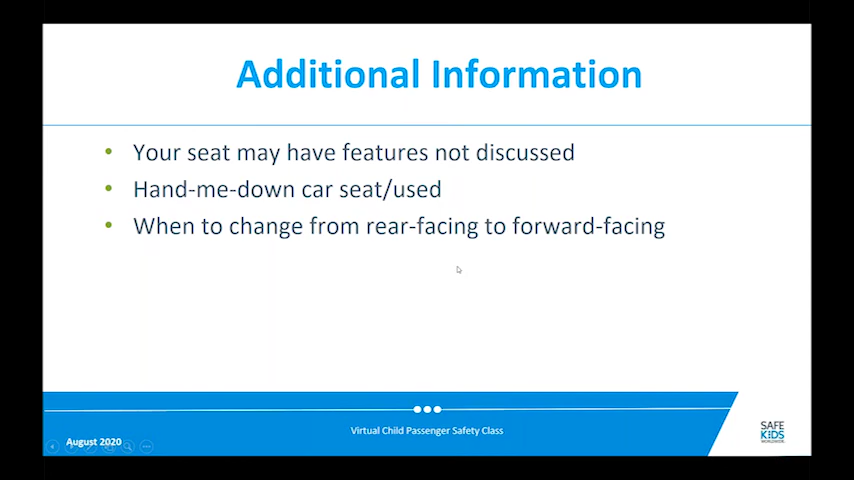 Additional Information
• Your seat may have features not discussed
• Hand-me-down car seat/used
• When to change from rear-facing to forward-facing
Virtual Child Passenger Safety Class
August 2020
SAFE
KIDS
WORLDWIDE